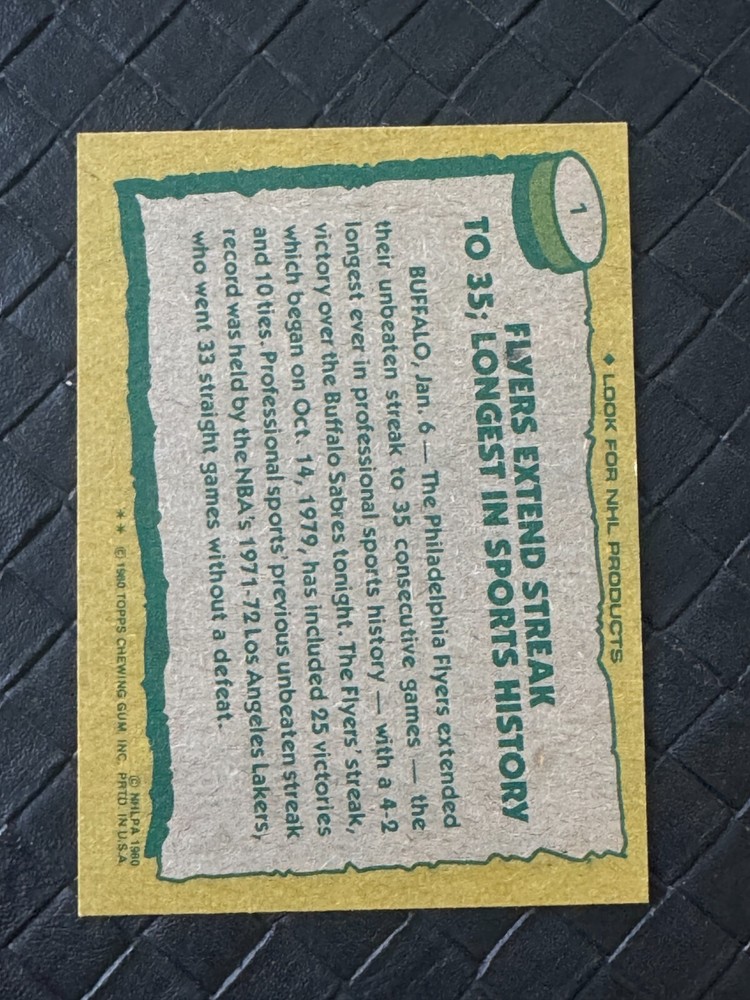 1
◆ LOOK FOR NHL PRODUCTS
FLYERS EXTEND STREAK
TO 35; LONGEST IN SPORTS HISTORY
BUFFALO, Jan. 6 — The Philadelphia Flyers extended
their unbeaten streak to 35 consecutive games — the
longest ever in professional sports history — with a 4-2
victory over the Buffalo Sabres tonight. The Flyers' streak,
which began on Oct. 14, 1979, has included 25 victories
and 10 ties. Professional sports' previous unbeaten streak
record was held by the NBA's 1971-72 Los Angeles Lakers,
who went 33 straight games without a defeat.
© NHLPA 1980
** © 1980 TOPPS CHEWING GUM, INC. PRTD. IN U.S.A.